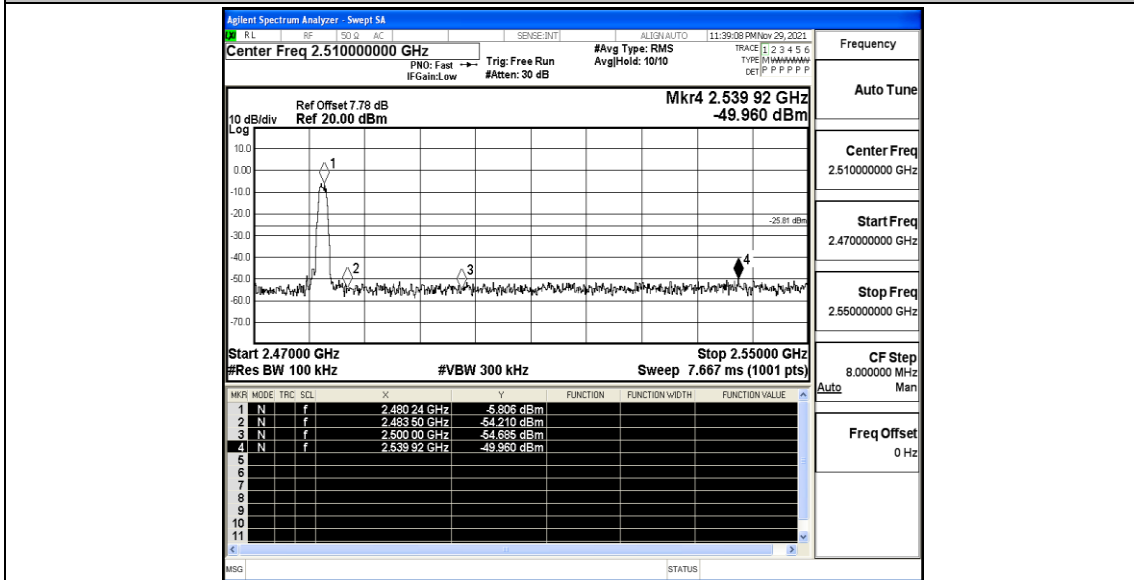 Agilent Spectrum Analyzer - Swept SA
LXI RL RF 50 Ω AC SENSE:INT ALIGN AUTO 11:39:08 PM Nov 29, 2021
Center Freq 2.510000000 GHz
PNO: Fast
IFGain:Low
Trig: Free Run
#Atten: 30 dB
#Avg Type: RMS
Avg|Hold: 10/10
TRACE 1 2 3 4 5 6
TYPE M WWWWW
DET P P P P P P
Ref Offset 7.78 dB
10 dB/div Ref 20.00 dBm
Log
Mkr4 2.539 92 GHz
-49.960 dBm
10.0
0.00
-10.0
-20.0
-30.0
-40.0
-50.0
-60.0
-70.0
1
2
3
4
-25.81 dBm
Start 2.47000 GHz Stop 2.55000 GHz
#Res BW 100 kHz #VBW 300 kHz Sweep 7.667 ms (1001 pts)
MKR MODE TRC SCL X Y FUNCTION FUNCTION WIDTH FUNCTION VALUE
1 N f 2.480 24 GHz -5.806 dBm
2 N f 2.483 50 GHz -54.210 dBm
3 N f 2.500 00 GHz -54.685 dBm
4 N f 2.539 92 GHz -49.960 dBm
5
6
7
8
9
10
11
MSG STATUS
Frequency
Auto Tune
Center Freq
2.510000000 GHz
Start Freq
2.470000000 GHz
Stop Freq
2.550000000 GHz
CF Step
8.000000 MHz
Auto Man
Freq Offset
0 Hz